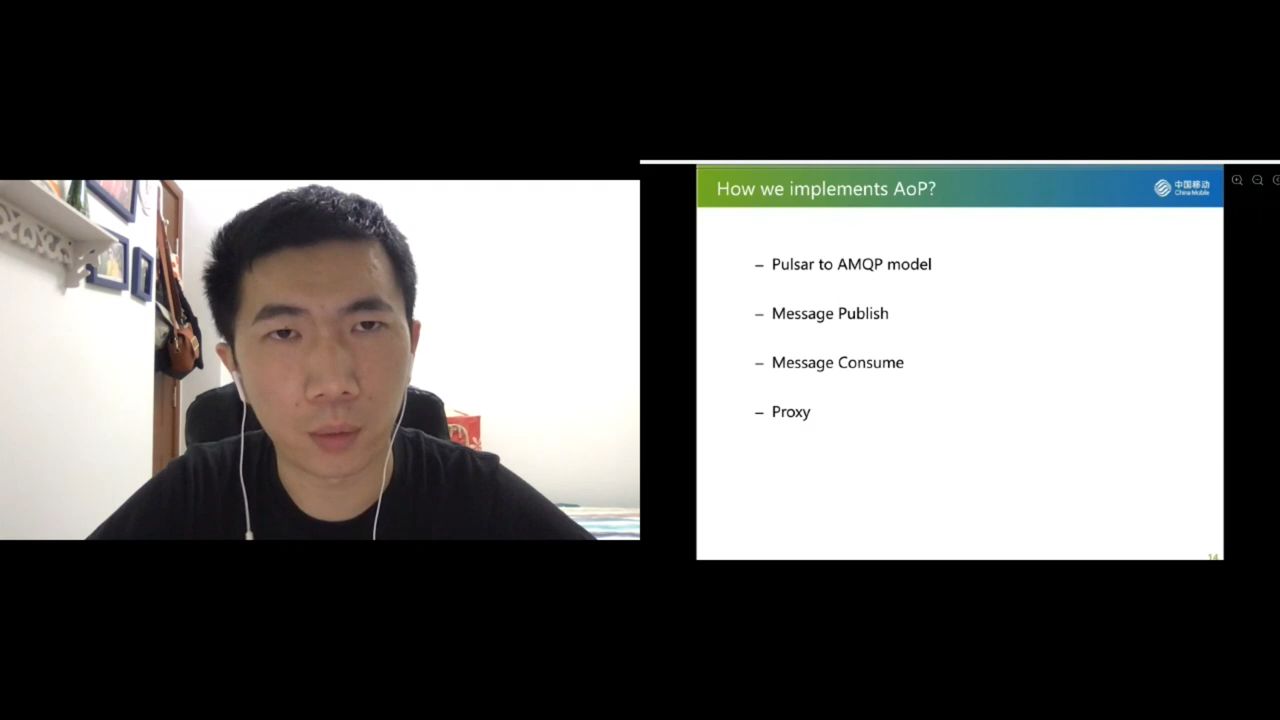 How we implements AoP?
中国移动
China Mobile
– Pulsar to AMQP model
– Message Publish
– Message Consume
– Proxy
14